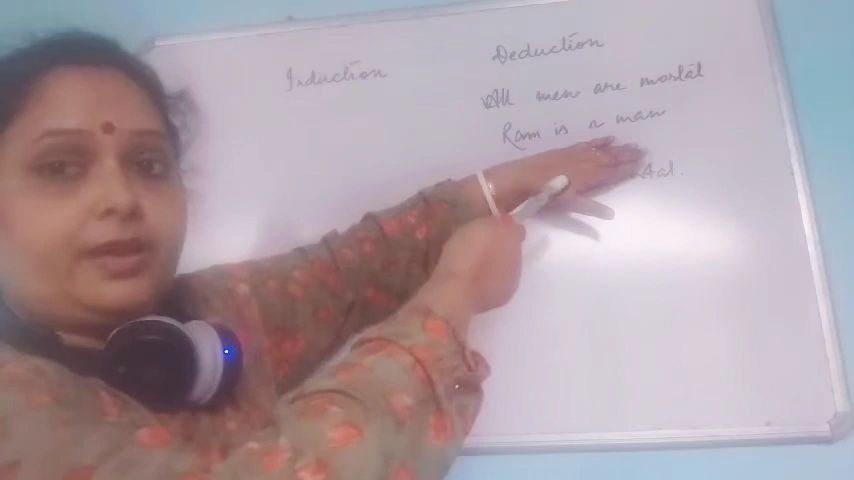 Induction
Deduction
All men are mortal
Ram is a man